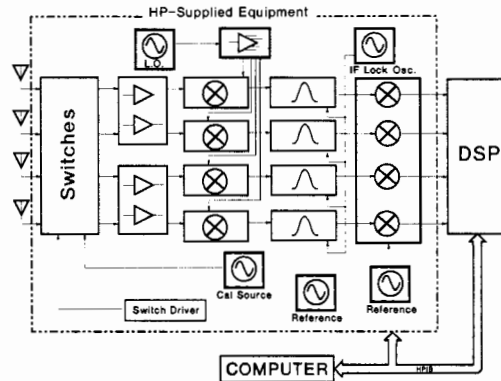 HP-Supplied Equipment
L.O.
IF Lock Osc.
Switches
DSP
Cal Source
Reference
Reference
Switch Driver
COMPUTER
HPIB